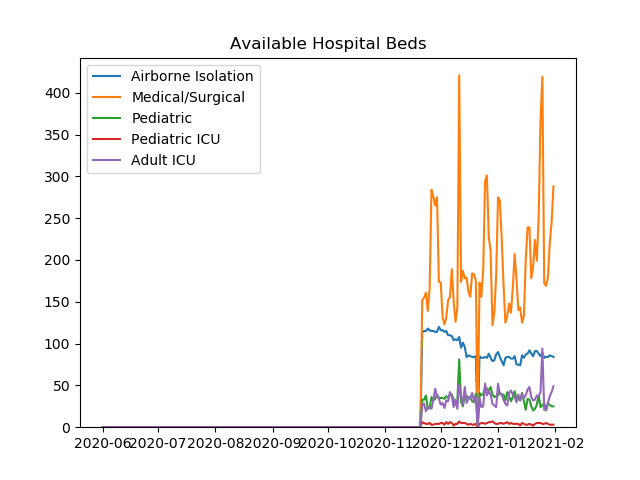 Available Hospital Beds
Airborne Isolation
Medical/Surgical
Pediatric
Pediatric ICU
Adult ICU
400
350
300
250
200
150
100
50
0
2020-06 2020-07 2020-08 2020-09 2020-10 2020-11 2020-12 2021-01 2021-02